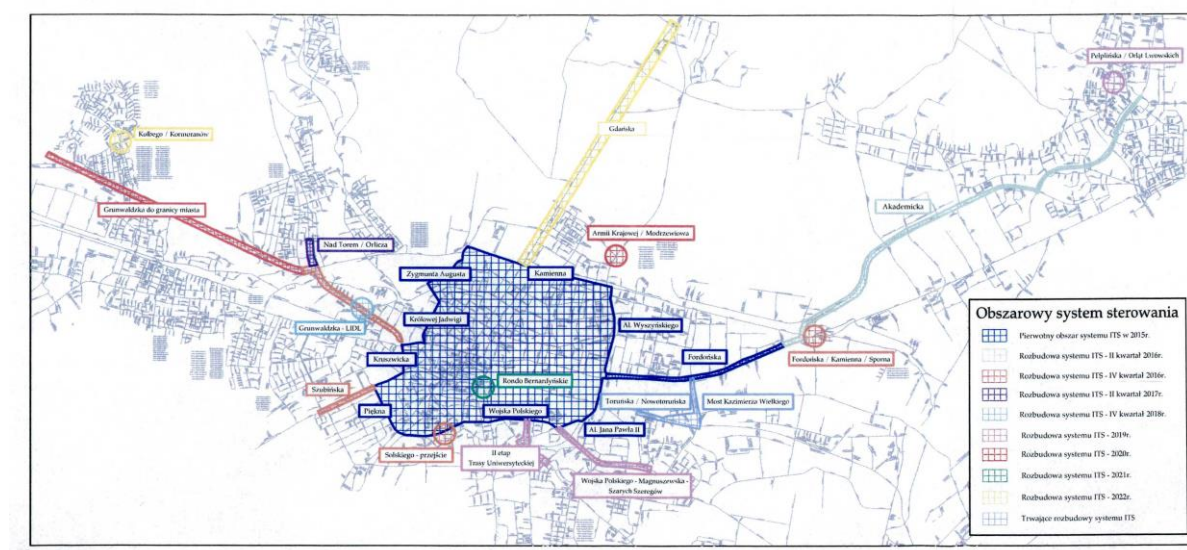 Pelplińska / Orląt Lwowskich
Gdańska
Kolbego / Kormoranów
Grunwaldzka do granicy miasta
Akademicka
Armii Krajowej / Modrzewiowa
Nad Torem / Orlicza
Zygmunta Augusta
Kamienna
Grunwaldzka - LIDL
Królowej Jadwigi
Al. Wyszyńskiego
Kruszwicka
Fordońska
Fordońska / Kamienna / Sporna
Rondo Bernardyńskie
Szubińska
Toruńska / Nowotoruńska
Most Kazimierza Wielkiego
Piękna
Wojska Polskiego
Al. Jana Pawła II
Solskiego - przejście
II etap
Trasy Uniwersyteckiej
Wojska Polskiego - Magnuszewska -
Szarych Szeregów
Obszarowy system sterowania
Pierwotny obszar systemu ITS w 2015r.
Rozbudowa systemu ITS - II kwartał 2016r.
Rozbudowa systemu ITS - IV kwartał 2016r.
Rozbudowa systemu ITS - II kwartał 2017r.
Rozbudowa systemu ITS - IV kwartał 2018r.
Rozbudowa systemu ITS - 2019r.
Rozbudowa systemu ITS - 2020r.
Rozbudowa systemu ITS - 2021r.
Rozbudowa systemu ITS - 2022r.
Trwające rozbudowy systemu ITS